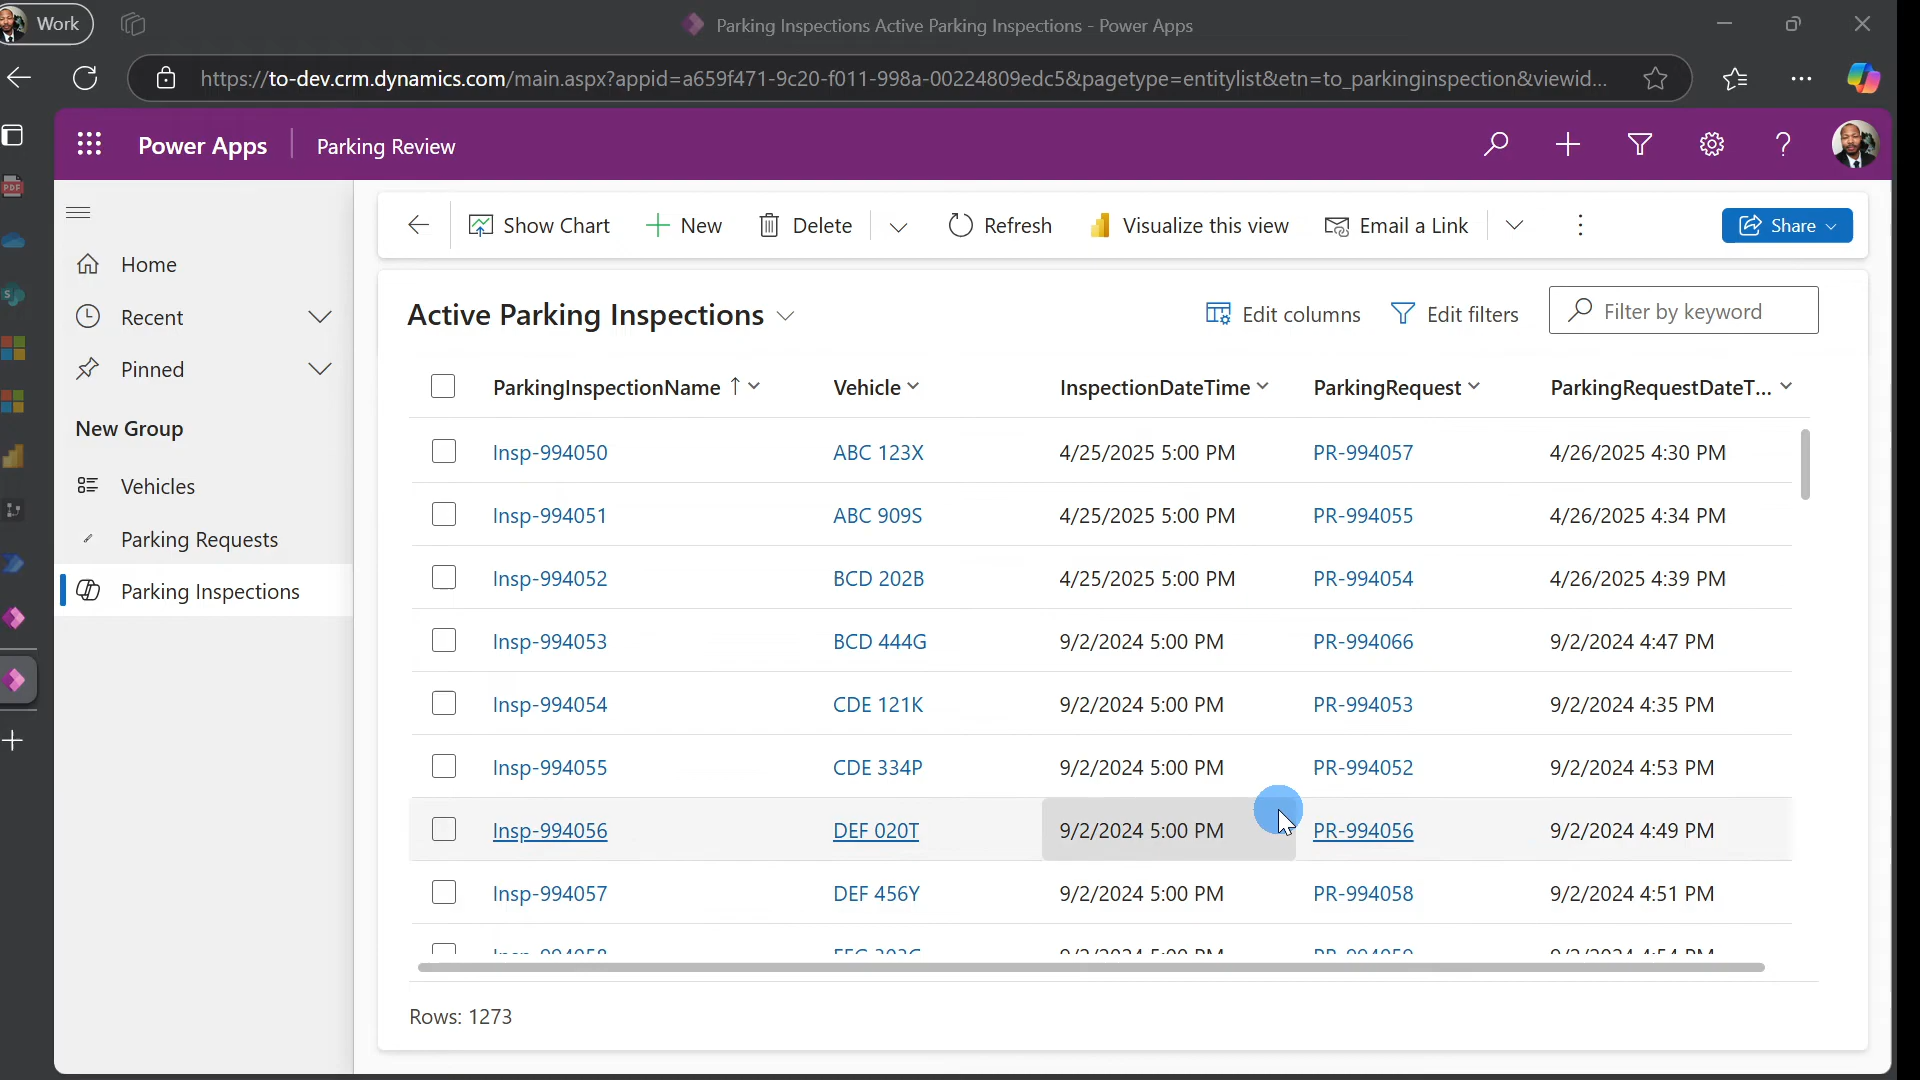 Work
Parking Inspections Active Parking Inspections - Power Apps
https://to-dev.crm.dynamics.com/main.aspx?appid=a659f471-9c20-f011-998a-00224809edc5&pagetype=entitylist&etn=to_parkinginspection&viewid...
Power Apps Parking Review
Show Chart New Delete Refresh Visualize this view Email a Link Share
Home
Recent
Pinned
New Group
Vehicles
Parking Requests
Parking Inspections
Active Parking Inspections Edit columns Edit filters Filter by keyword
ParkingInspectionName Vehicle InspectionDateTime ParkingRequest ParkingRequestDateT...
Insp-994050 ABC 123X 4/25/2025 5:00 PM PR-994057 4/26/2025 4:30 PM
Insp-994051 ABC 909S 4/25/2025 5:00 PM PR-994055 4/26/2025 4:34 PM
Insp-994052 BCD 202B 4/25/2025 5:00 PM PR-994054 4/26/2025 4:39 PM
Insp-994053 BCD 444G 9/2/2024 5:00 PM PR-994066 9/2/2024 4:47 PM
Insp-994054 CDE 121K 9/2/2024 5:00 PM PR-994053 9/2/2024 4:35 PM
Insp-994055 CDE 334P 9/2/2024 5:00 PM PR-994052 9/2/2024 4:53 PM
Insp-994056 DEF 020T 9/2/2024 5:00 PM PR-994056 9/2/2024 4:49 PM
Insp-994057 DEF 456Y 9/2/2024 5:00 PM PR-994058 9/2/2024 4:51 PM
Rows: 1273